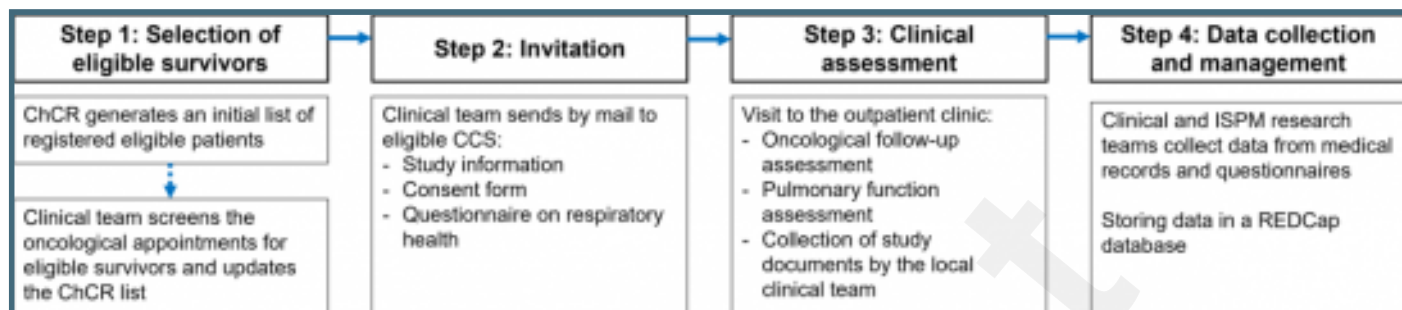 Step 1: Selection of
eligible survivors
ChCR generates an initial list of
registered eligible patients
Clinical team screens the
oncological appointments for
eligible survivors and updates
the ChCR list
Step 2: Invitation
Clinical team sends by mail to
eligible CCS:
- Study information
- Consent form
- Questionnaire on respiratory
health
Step 3: Clinical
assessment
Visit to the outpatient clinic:
- Oncological follow-up
assessment
- Pulmonary function
assessment
- Collection of study
documents by the local
clinical team
Step 4: Data collection
and management
Clinical and ISPM research
teams collect data from medical
records and questionnaires
Storing data in a REDCap
database